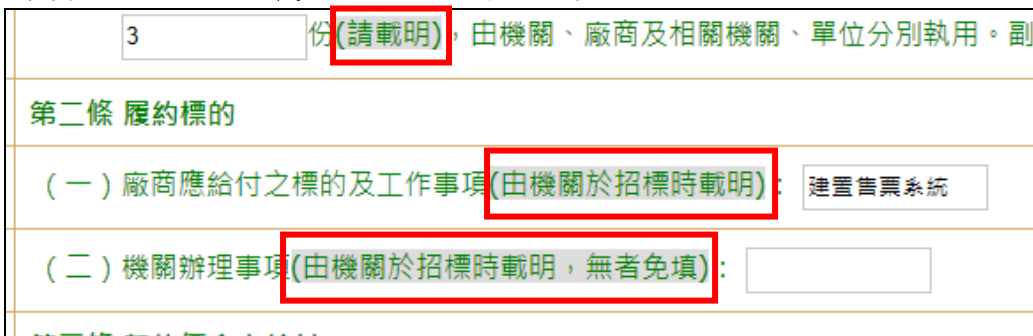 3 份(請載明)，由機關、廠商及相關機關、單位分別執用。副
第二條 履約標的
（一）廠商應給付之標的及工作事項(由機關於招標時載明)： 建置售票系統
（二）機關辦理事項(由機關於招標時載明，無者免填)：